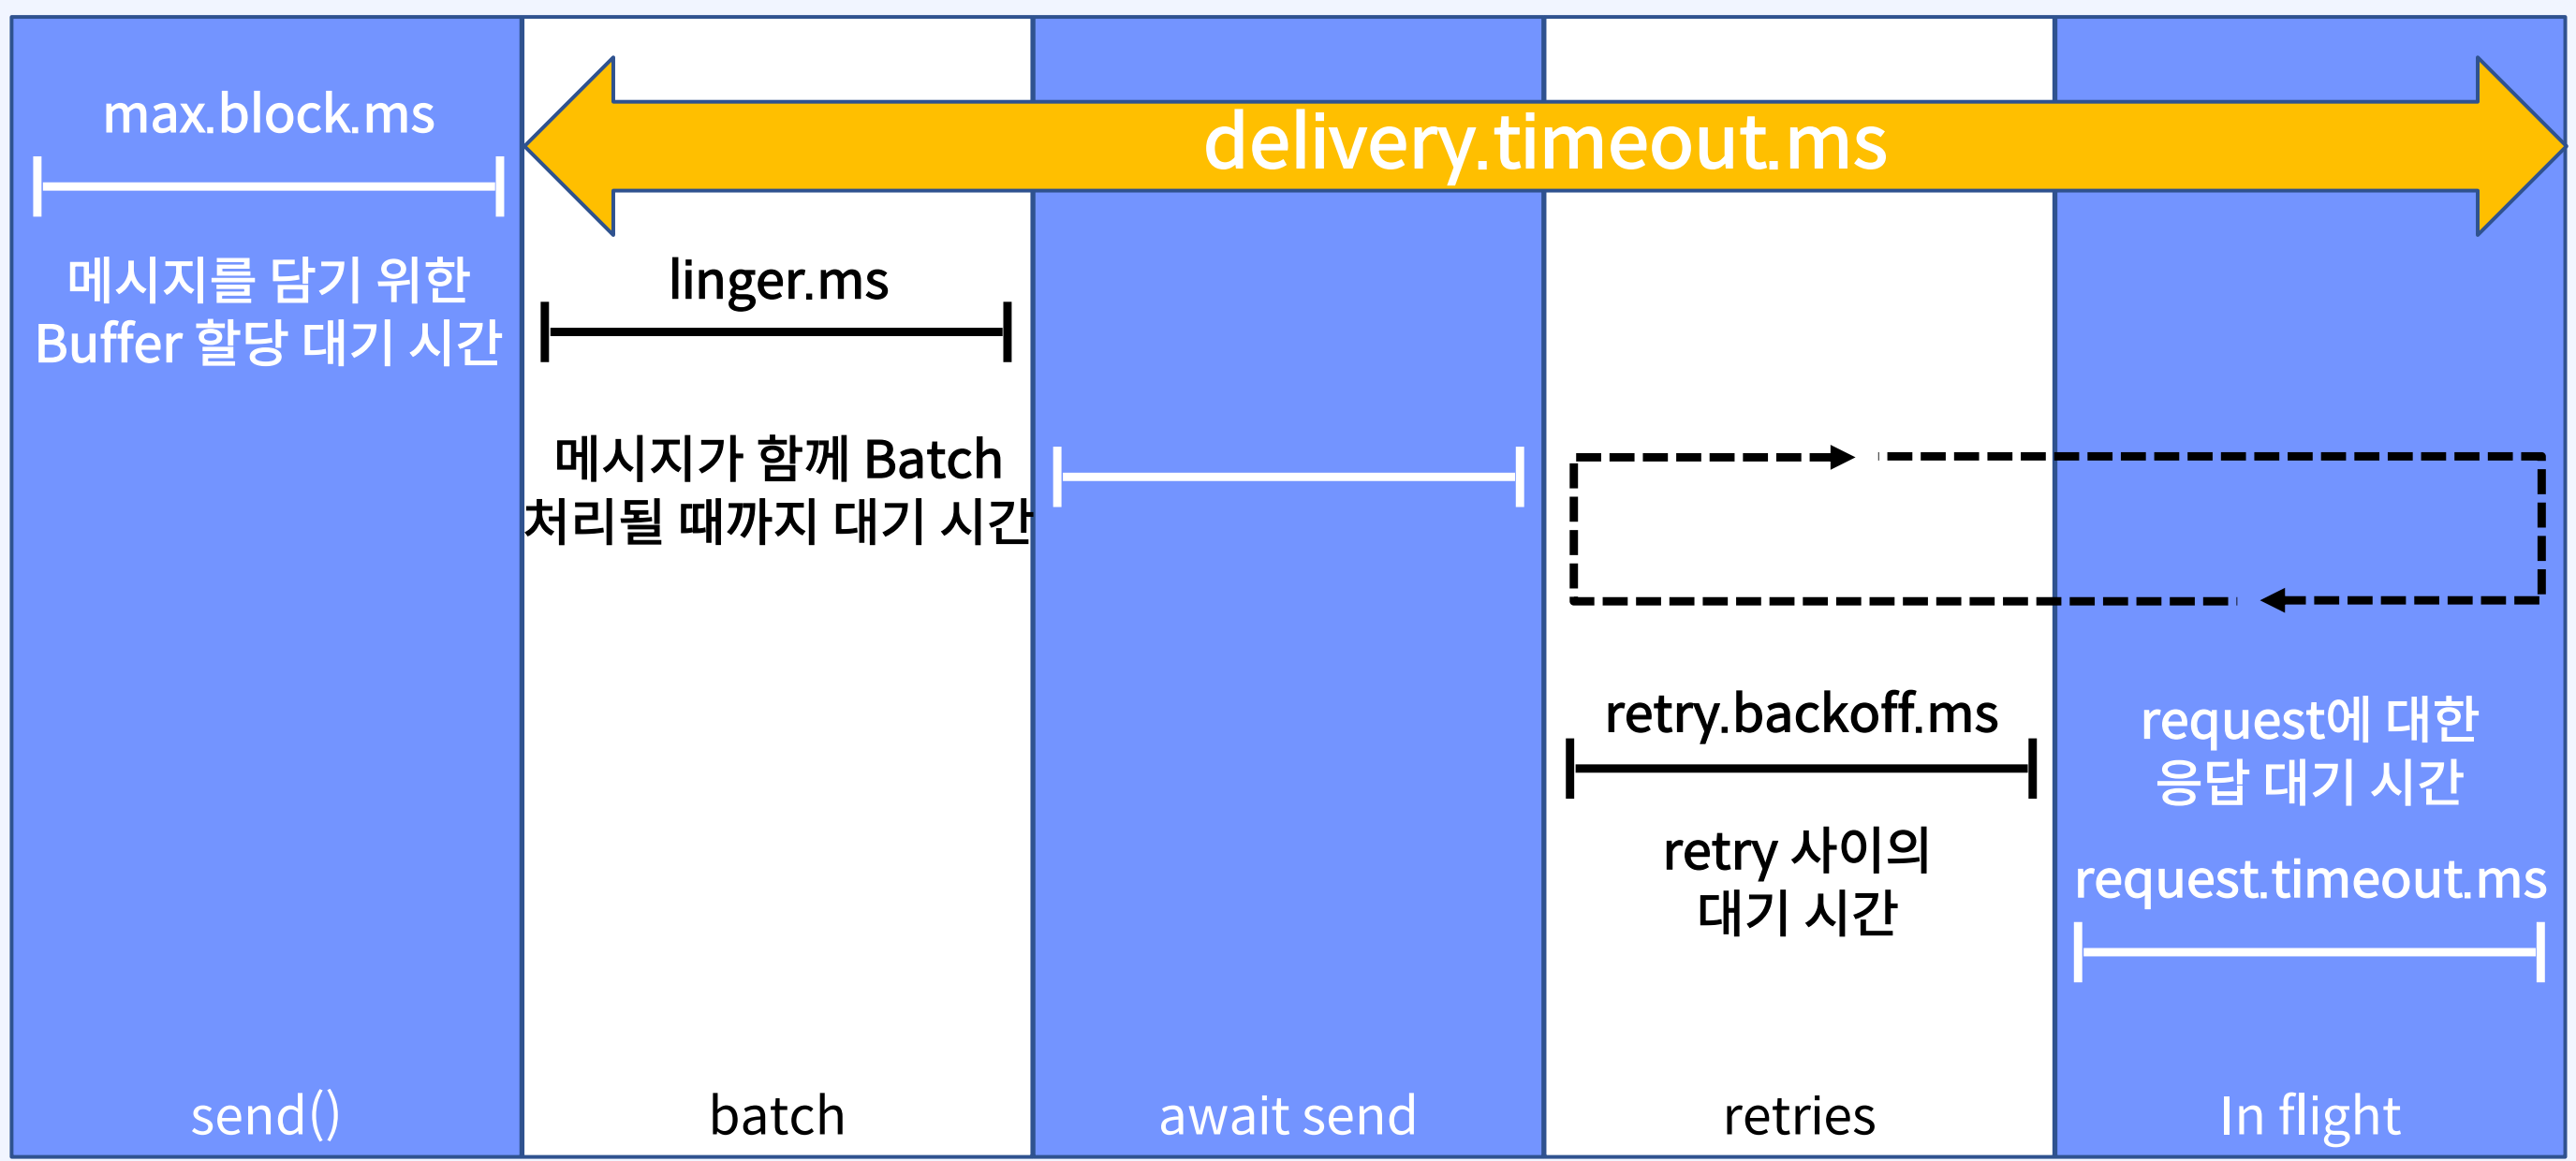 max.block.ms
메시지를 담기 위한
Buffer 할당 대기 시간
delivery.timeout.ms
linger.ms
메시지가 함께 Batch
처리될 때까지 대기 시간
retry.backoff.ms
retry 사이의
대기 시간
request에 대한
응답 대기 시간
request.timeout.ms
send()
batch
await send
retries
In flight